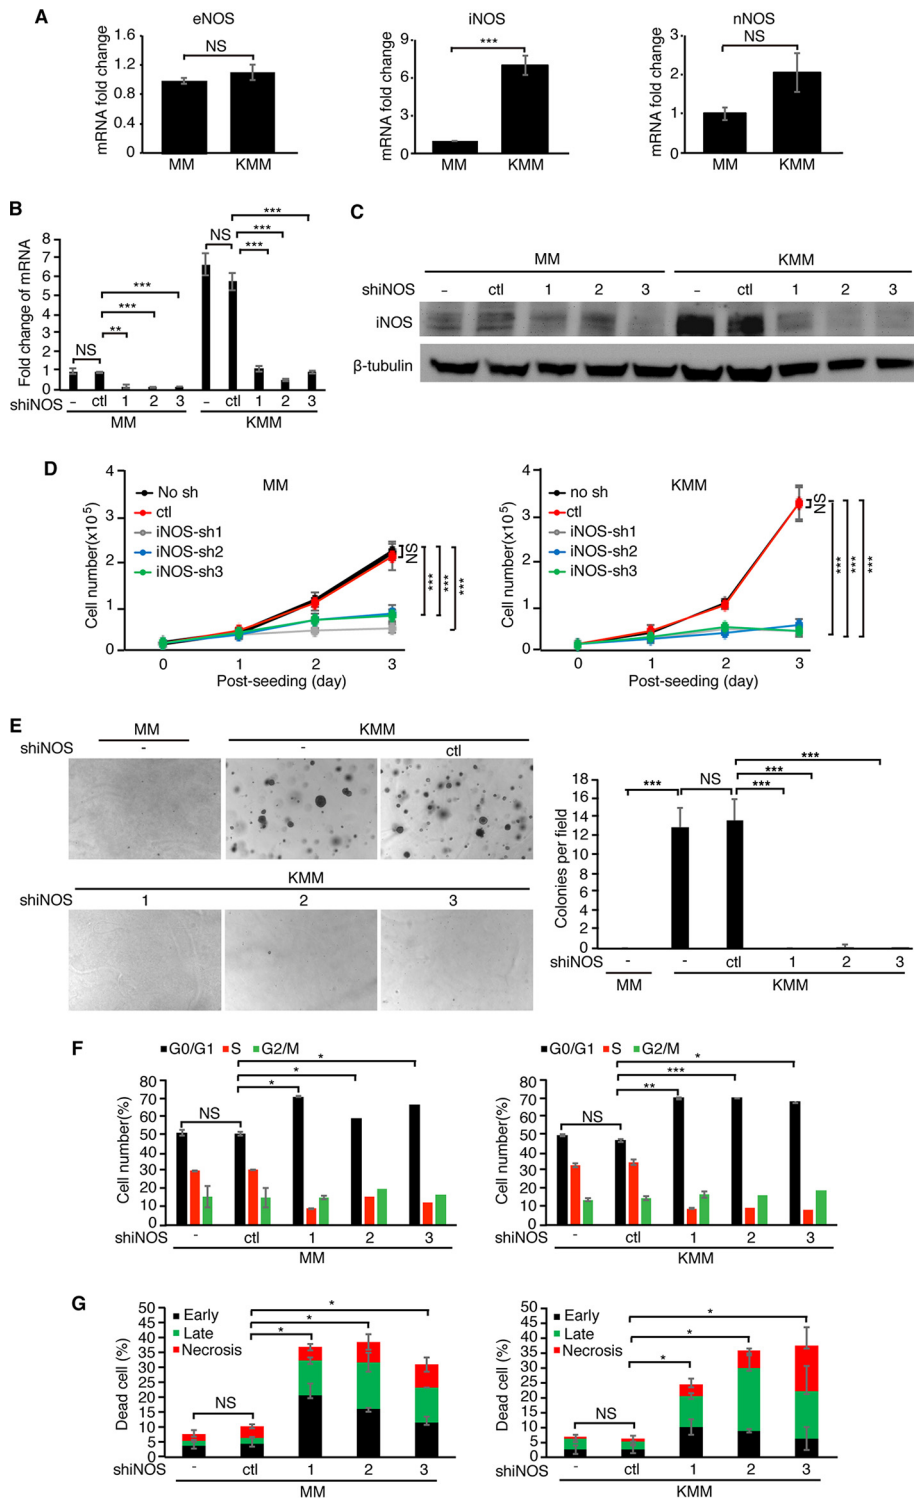 A
eNOS
iNOS
nNOS
mRNA fold change
1.6
1.2
0.8
0.4
0
NS
MM
KMM
mRNA fold change
9
6
3
0
***
MM
KMM
mRNA fold change
3
2
1
0
NS
MM
KMM
B
Fold change of mRNA
8
7
6
5
4
2
1
0
NS
**
***
***
NS
***
***
***
shiNOS
- ctl 1 2 3
- ctl 1 2 3
MM
KMM
C
MM
KMM
shiNOS - ctl 1 2 3 - ctl 1 2 3
iNOS
β-tubulin
D
MM
Cell number(x10⁵)
4
3
2
1
0
No sh
ctl
iNOS-sh1
iNOS-sh2
iNOS-sh3
NS
***
***
***
0 1 2 3
Post-seeding (day)
KMM
Cell number(x10⁵)
4
3
2
1
0
no sh
ctl
iNOS-sh1
iNOS-sh2
iNOS-sh3
NS
***
***
***
0 1 2 3
Post-seeding (day)
E
MM
KMM
shiNOS - - ctl
KMM
shiNOS 1 2 3
Colonies per field
18
16
14
12
8
6
4
2
0
***
NS
***
***
***
shiNOS - - ctl 1 2 3
MM
KMM
F
G0/G1 S G2/M
Cell number(%)
80
70
60
50
30
20
10
0
NS
*
*
*
shiNOS - ctl 1 2 3
MM
G0/G1 S G2/M
Cell number(%)
80
70
60
50
30
20
10
0
NS
**
***
*
shiNOS - ctl 1 2 3
KMM
G
Early
Late
Necrosis
Dead cell (%)
50
45
40
35
30
25
20
15
10
5
0
NS
*
*
*
shiNOS - ctl 1 2 3
MM
Early
Late
Necrosis
Dead cell (%)
50
45
40
35
30
25
20
15
10
5
0
NS
*
*
*
shiNOS - ctl 1 2 3
KMM